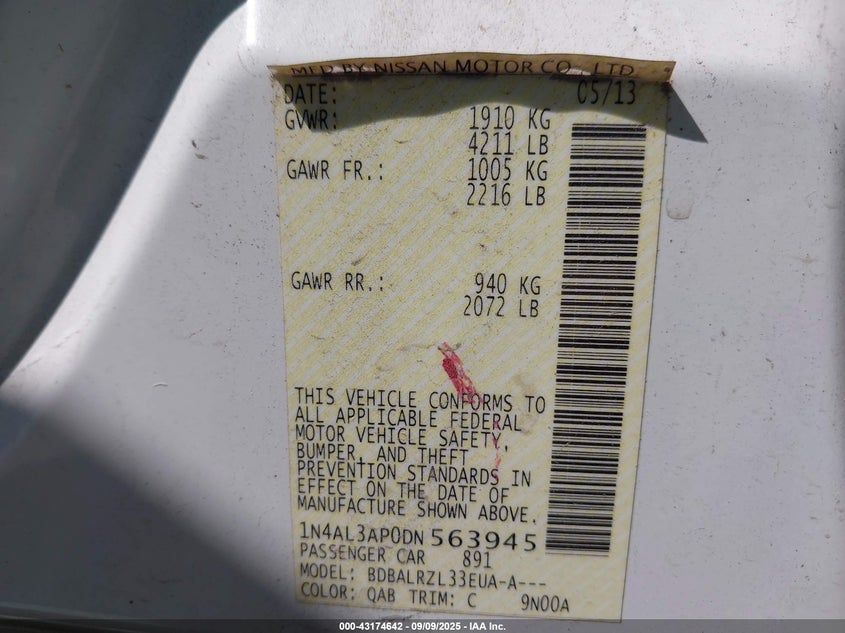 MFD BY NISSAN MOTOR CO., LTD.
DATE: 05/13
GVWR: 1910 KG
4211 LB
GAWR FR.: 1005 KG
2216 LB
GAWR RR.: 940 KG
2072 LB
THIS VEHICLE CONFORMS TO
ALL APPLICABLE FEDERAL
MOTOR VEHICLE SAFETY,
BUMPER, AND THEFT
PREVENTION STANDARDS IN
EFFECT ON THE DATE OF
MANUFACTURE SHOWN ABOVE.
1N4AL3AP0DN563945
PASSENGER CAR 891
MODEL: BDBALRZL33EUA-A---
COLOR: QAB TRIM: C 9N00A
000-43174642 - 09/09/2025 - IAA Inc.